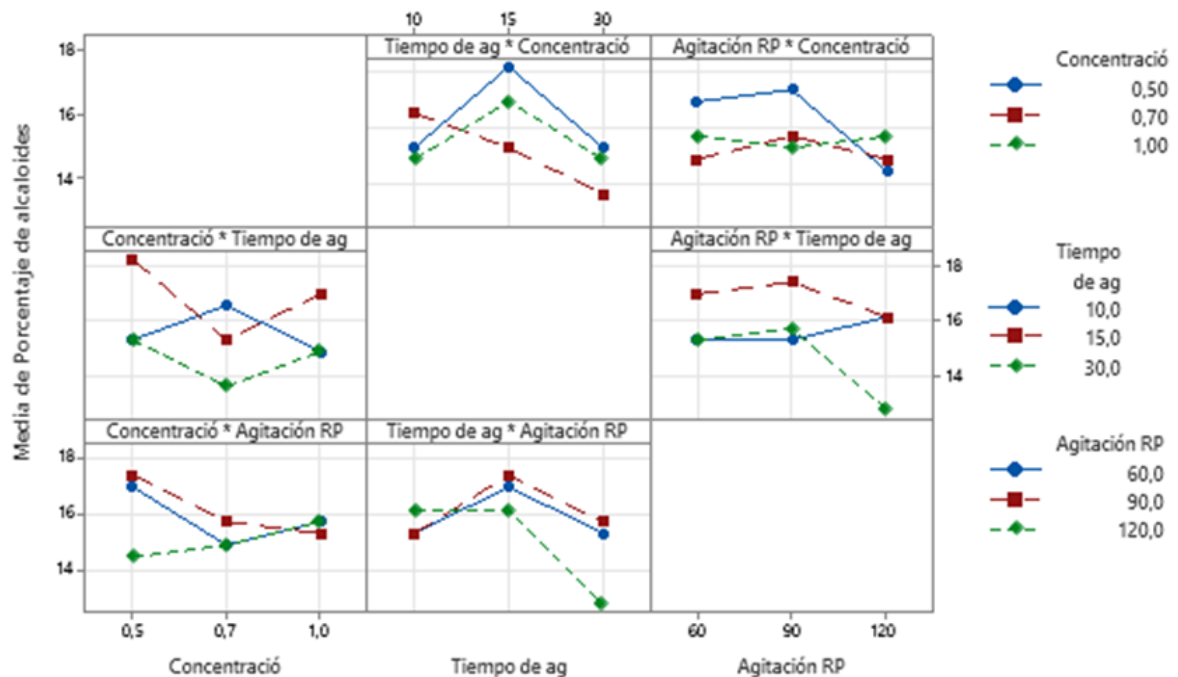 10 15 30
18
16
14
Tiempo de ag * Concentració
Agitación RP * Concentració
Concentració
0,50
0,70
1,00
Media de Porcentaje de alcaloides
Concentració * Tiempo de ag
Agitación RP * Tiempo de ag
18
16
14
Tiempo
de ag
10,0
15,0
30,0
Concentració * Agitación RP
Tiempo de ag * Agitación RP
18
16
14
Agitación RP
60,0
90,0
120,0
0,5 0,7 1,0
60 90 120
Concentració
Tiempo de ag
Agitación RP